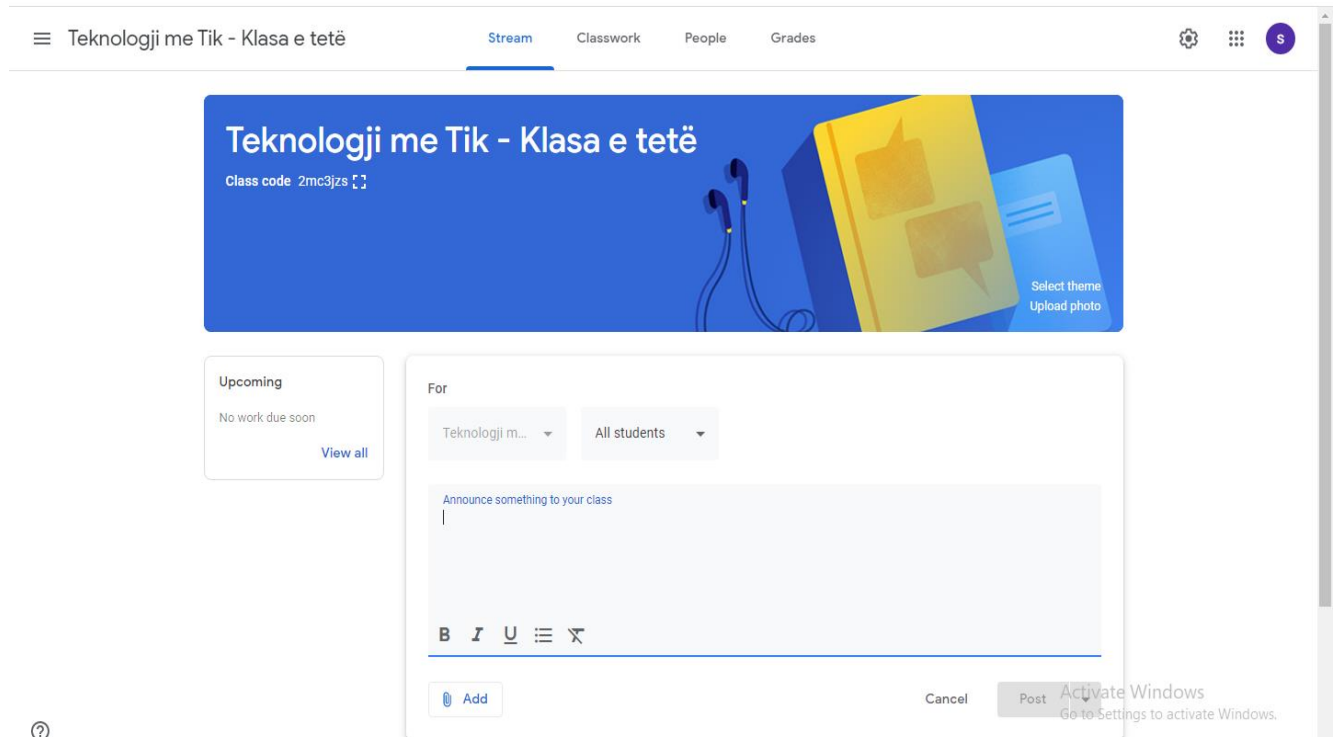 Teknologji me Tik - Klasa e tetë
Stream Classwork People Grades
S
Teknologji me Tik - Klasa e tetë
Class code 2mc3jzs
Select theme
Upload photo
Upcoming
No work due soon
View all
For
Teknologji m... All students
Announce something to your class
B I U
Add Cancel Post
Activate Windows
Go to Settings to activate Windows.